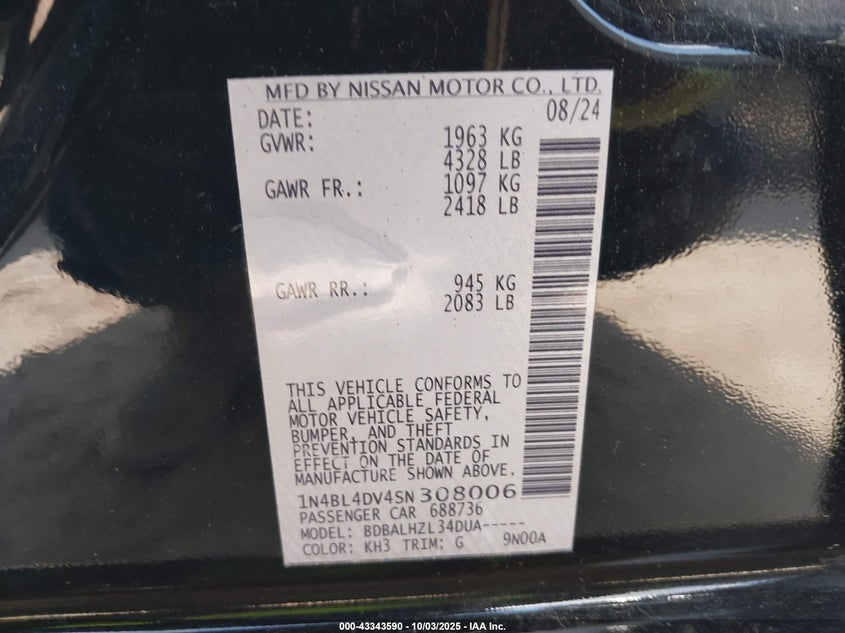 MFD BY NISSAN MOTOR CO., LTD.
DATE: 08/24
GVWR: 1963 KG
4328 LB
GAWR FR.: 1097 KG
2418 LB
GAWR RR.: 945 KG
2083 LB
THIS VEHICLE CONFORMS TO
ALL APPLICABLE FEDERAL
MOTOR VEHICLE SAFETY,
BUMPER, AND THEFT
PREVENTION STANDARDS IN
EFFECT ON THE DATE OF
MANUFACTURE SHOWN ABOVE.
1N4BL4DV4SN308006
PASSENGER CAR 688736
MODEL: BDBALHZL34DUA-----
COLOR: KH3 TRIM: G 9N00A
000-43343590 - 10/03/2025 - IAA Inc.